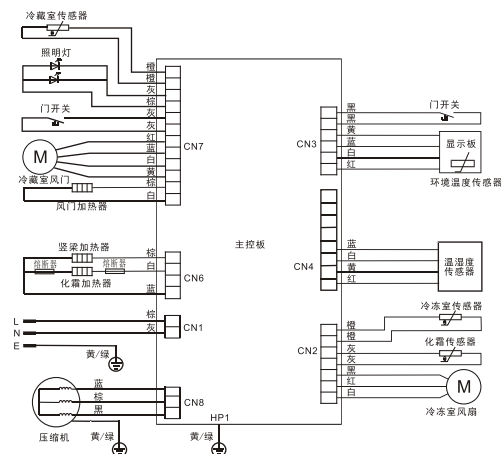 冷藏室传感器
照明灯
门开关
M
冷藏室风门
风门加热器
橙
橙
灰
棕
灰
灰
红
蓝
白
黄
棕
白
CN7
竖梁加热器
熔断器
熔断器
化霜加热器
棕
白
蓝
CN6
L
N
E
棕
灰
CN1
黄/绿
压缩机
蓝
棕
黑
CN8
黄/绿
主控板
HP1
黄/绿
CN3
黑
黑
黄
蓝
白
红
门开关
显示板
环境温度传感器
CN4
蓝
白
黄
红
温湿度
传感器
CN2
橙
橙
灰
灰
黑
红
白
冷冻室传感器
化霜传感器
M
冷冻室风扇